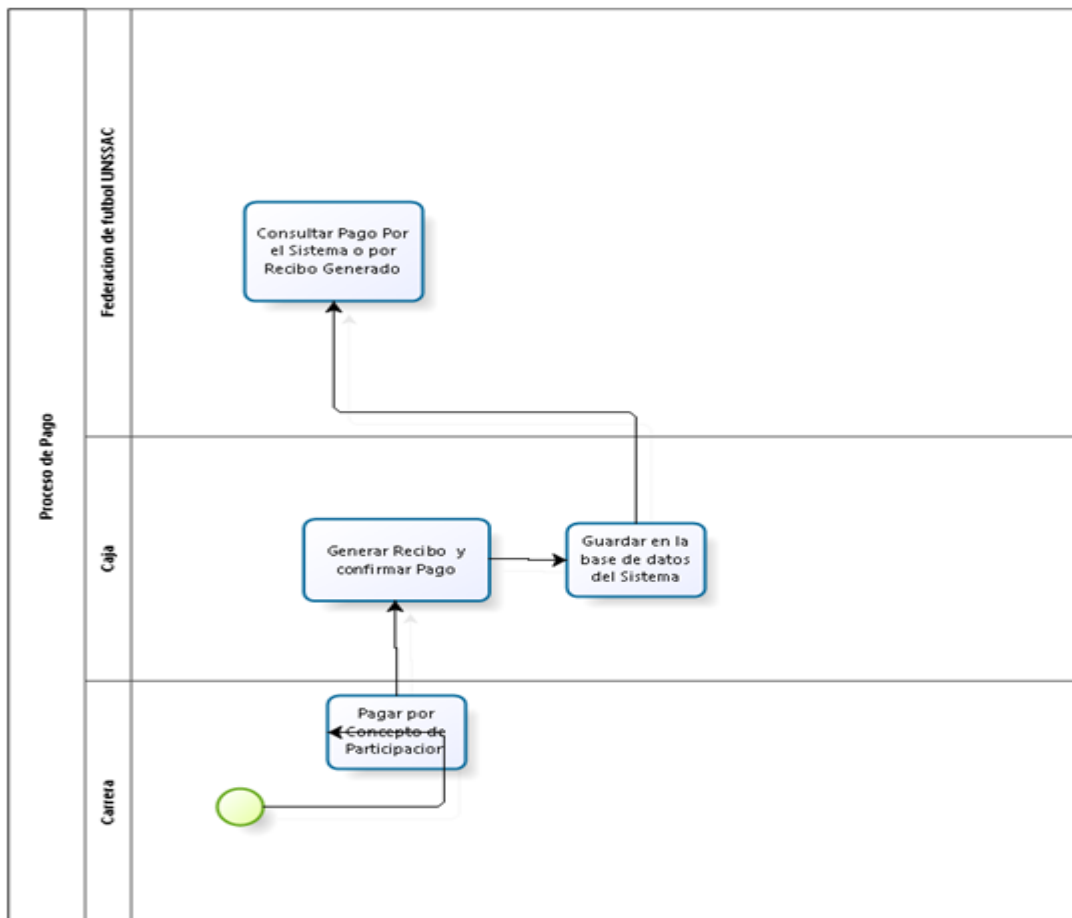 Proceso de Pago
Federacion de futbol UNSSAC
Consultar Pago Por
el Sistema o por
Recibo Generado
Caja
Generar Recibo y
confirmar Pago
Guardar en la
base de datos
del Sistema
Carrera
Pagar por
Concepto de
Participacion